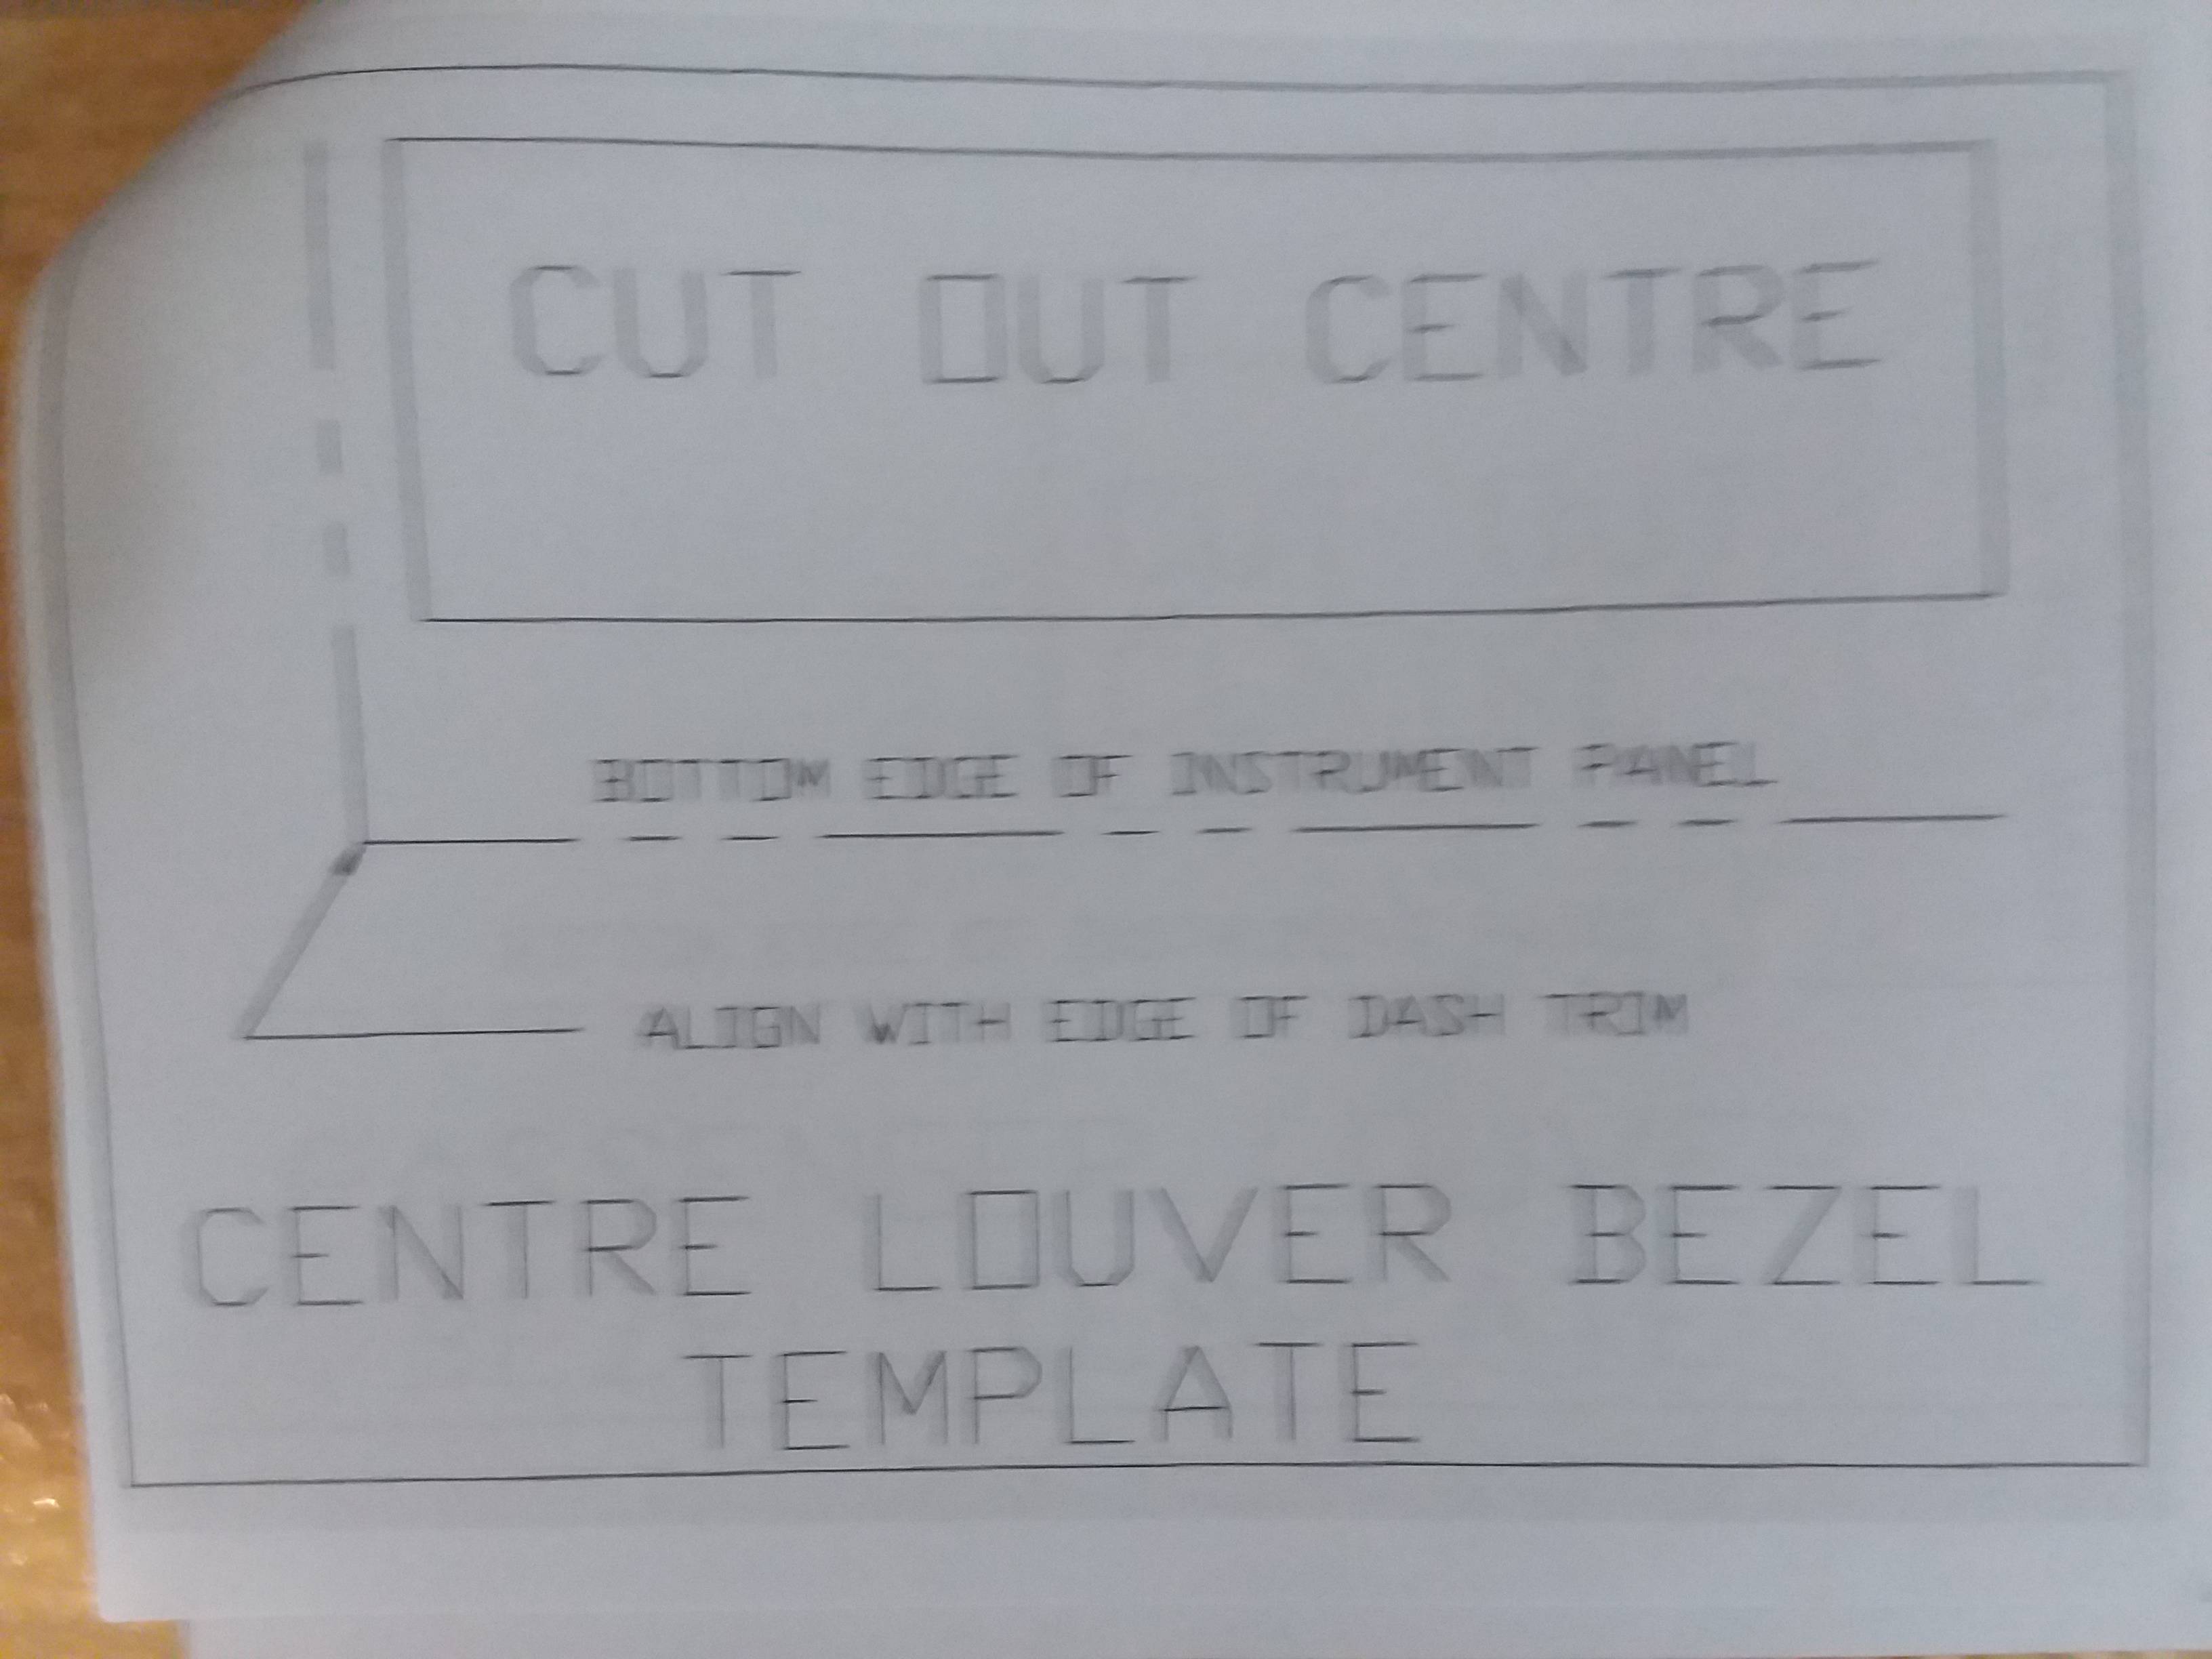 CUT OUT CENTRE
BOTTOM EDGE OF INSTRUMENT PANEL
ALIGN WITH EDGE OF DASH TRIM
CENTRE LOUVER BEZEL
TEMPLATE